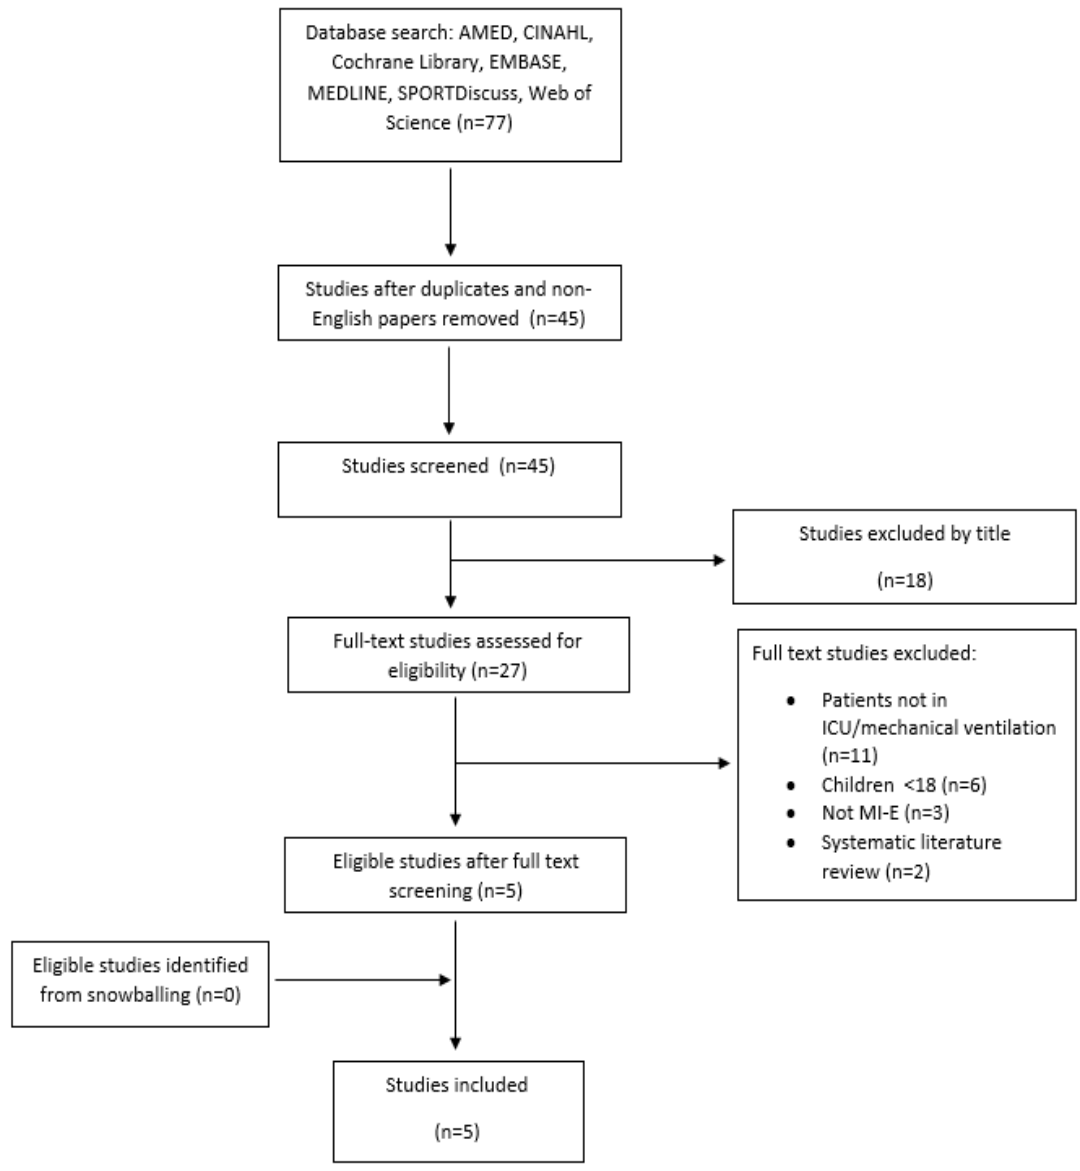 Database search: AMED, CINAHL,
Cochrane Library, EMBASE,
MEDLINE, SPORTDiscuss, Web of
Science (n=77)
Studies after duplicates and non-
English papers removed  (n=45)
Studies screened  (n=45)
Studies excluded by title
(n=18)
Full-text studies assessed for
eligibility (n=27)
Full text studies excluded:
• Patients not in
ICU/mechanical ventilation
(n=11)
• Children  <18 (n=6)
• Not MI-E (n=3)
• Systematic literature
review (n=2)
Eligible studies after full text
screening (n=5)
Eligible studies identified
from snowballing (n=0)
Studies included
(n=5)